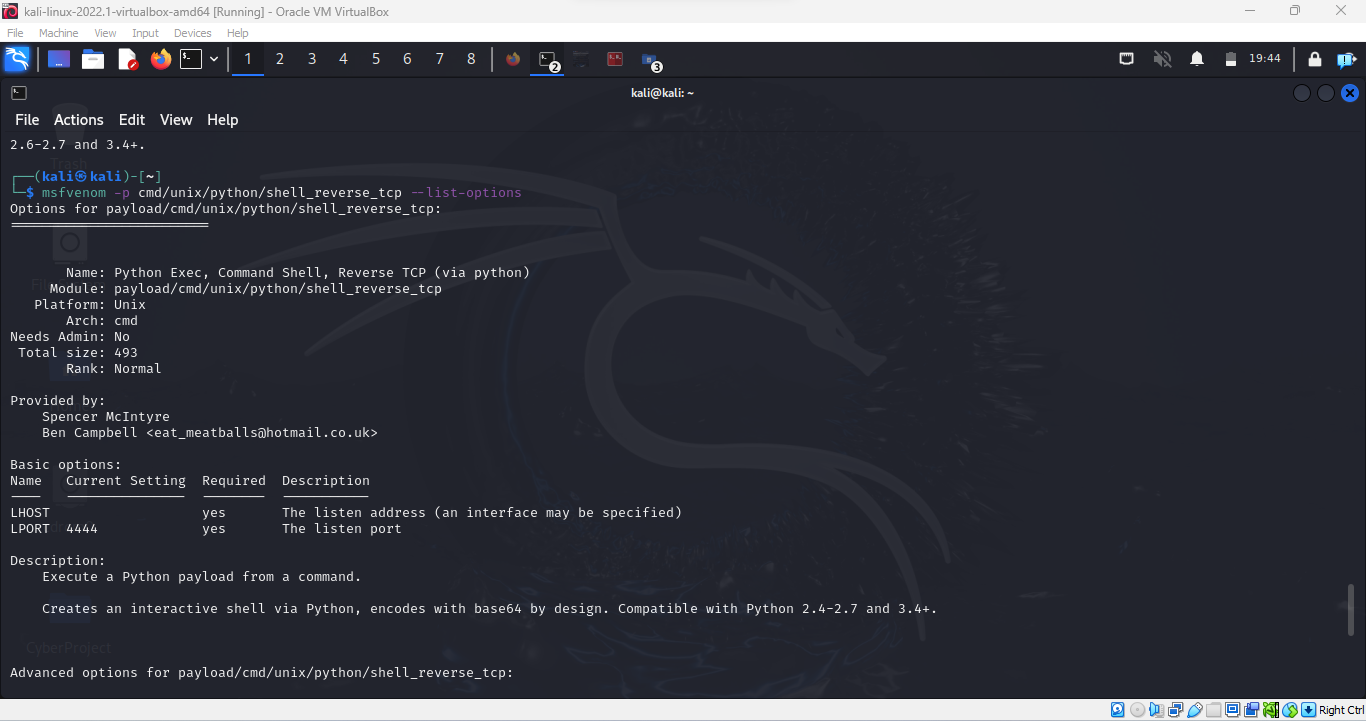 kali-linux-2022.1-virtualbox-amd64 [Running] - Oracle VM VirtualBox
File Machine View Input Devices Help
1 2 3 4 5 6 7 8 2 3 19:44
kali@kali: ~
File Actions Edit View Help
2.6-2.7 and 3.4+.
Trash
┌──(kali㉿kali)-[~]
└─$ msfvenom -p cmd/unix/python/shell_reverse_tcp --list-options
Options for payload/cmd/unix/python/shell_reverse_tcp:
Name: Python Exec, Command Shell, Reverse TCP (via python)
Module: payload/cmd/unix/python/shell_reverse_tcp
Platform: Unix
Arch: cmd
Needs Admin: No
Total size: 493
Rank: Normal
Provided by:
Spencer McIntyre
Ben Campbell <eat_meatballs@hotmail.co.uk>
Basic options:
Name Current Setting Required Description
LHOST yes The listen address (an interface may be specified)
LPORT 4444 yes The listen port
Description:
Execute a Python payload from a command.
Creates an interactive shell via Python, encodes with base64 by design. Compatible with Python 2.4-2.7 and 3.4+.
CyberProject
Advanced options for payload/cmd/unix/python/shell_reverse_tcp:
Right Ctrl